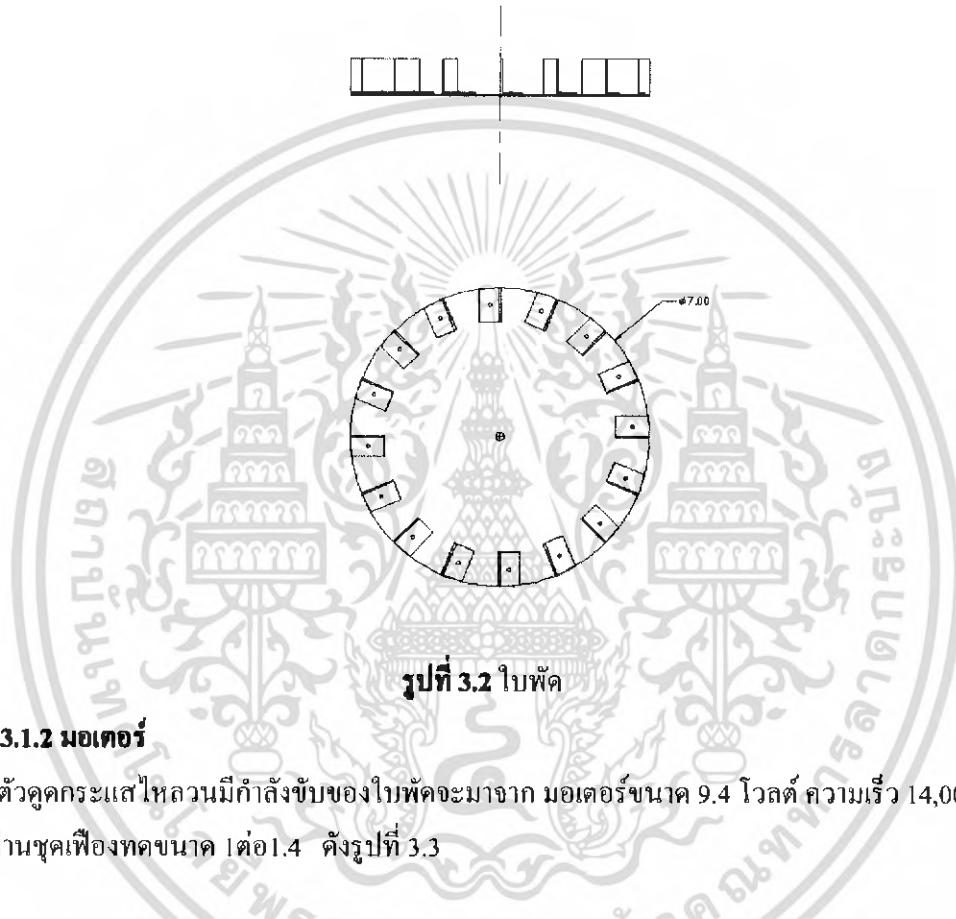 ø7.00
รูปที่ 3.2 ใบพัด
3.1.2 มอเตอร์
ตัวดูดกระแสไหลวนมีกำลังขับของใบพัดจะมาจาก มอเตอร์ขนาด 9.4 โวลต์ ความเร็ว 14,00
านชุดเฟืองทดขนาด 1ต่อ1.4 ดังรูปที่ 3.3